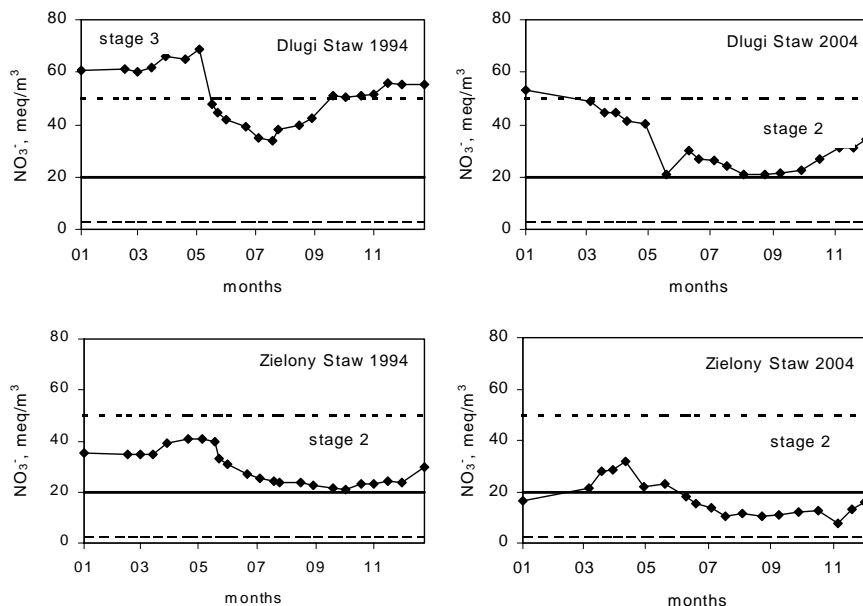 stage 3
Dlugi Staw 1994
80
60
40
20
0
NO₃⁻, meq/m³
01 03 05 07 09 11
months
Dlugi Staw 2004
stage 2
80
60
40
20
0
NO₃⁻, meq/m³
01 03 05 07 09 11
months
Zielony Staw 1994
stage 2
80
60
40
20
0
NO₃⁻, meq/m³
01 03 05 07 09 11
months
Zielony Staw 2004
stage 2
80
60
40
20
0
NO₃⁻, meq/m³
01 03 05 07 09 11
months